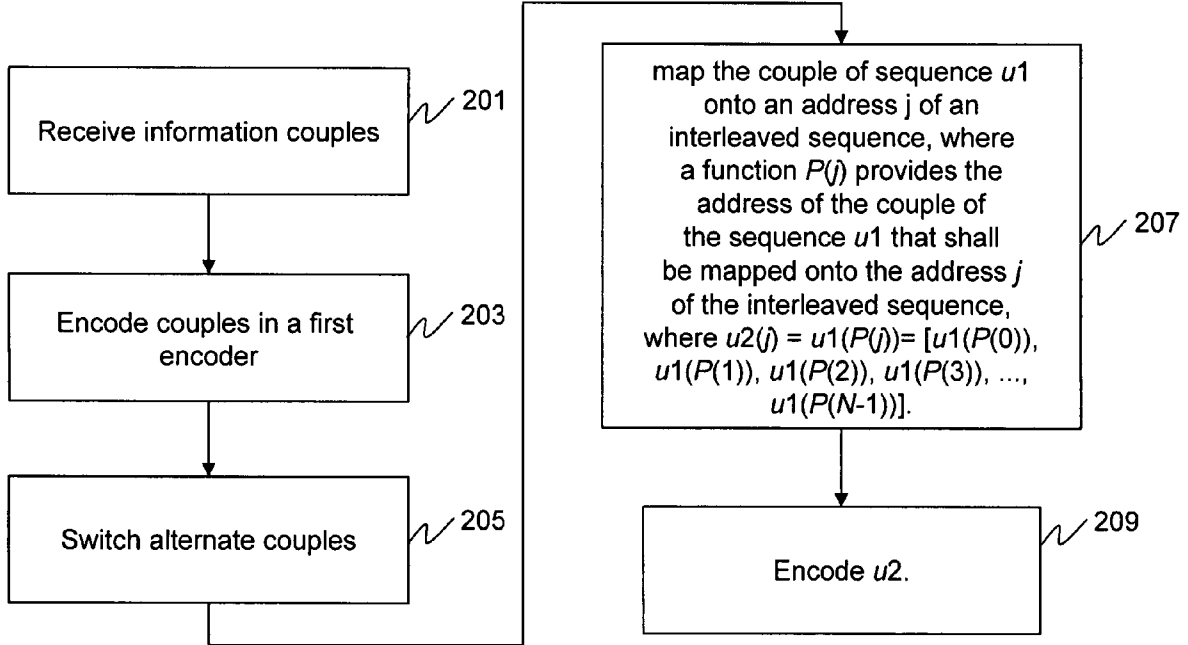 Receive information couples
201
Encode couples in a first
encoder
203
Switch alternate couples
205
map the couple of sequence u1
onto an address j of an
interleaved sequence, where
a function P(j) provides the
address of the couple of
the sequence u1 that shall
be mapped onto the address j
of the interleaved sequence,
where u2(j) = u1(P(j))= [u1(P(0)),
u1(P(1)), u1(P(2)), u1(P(3)), ...,
u1(P(N-1))].
207
Encode u2.
209